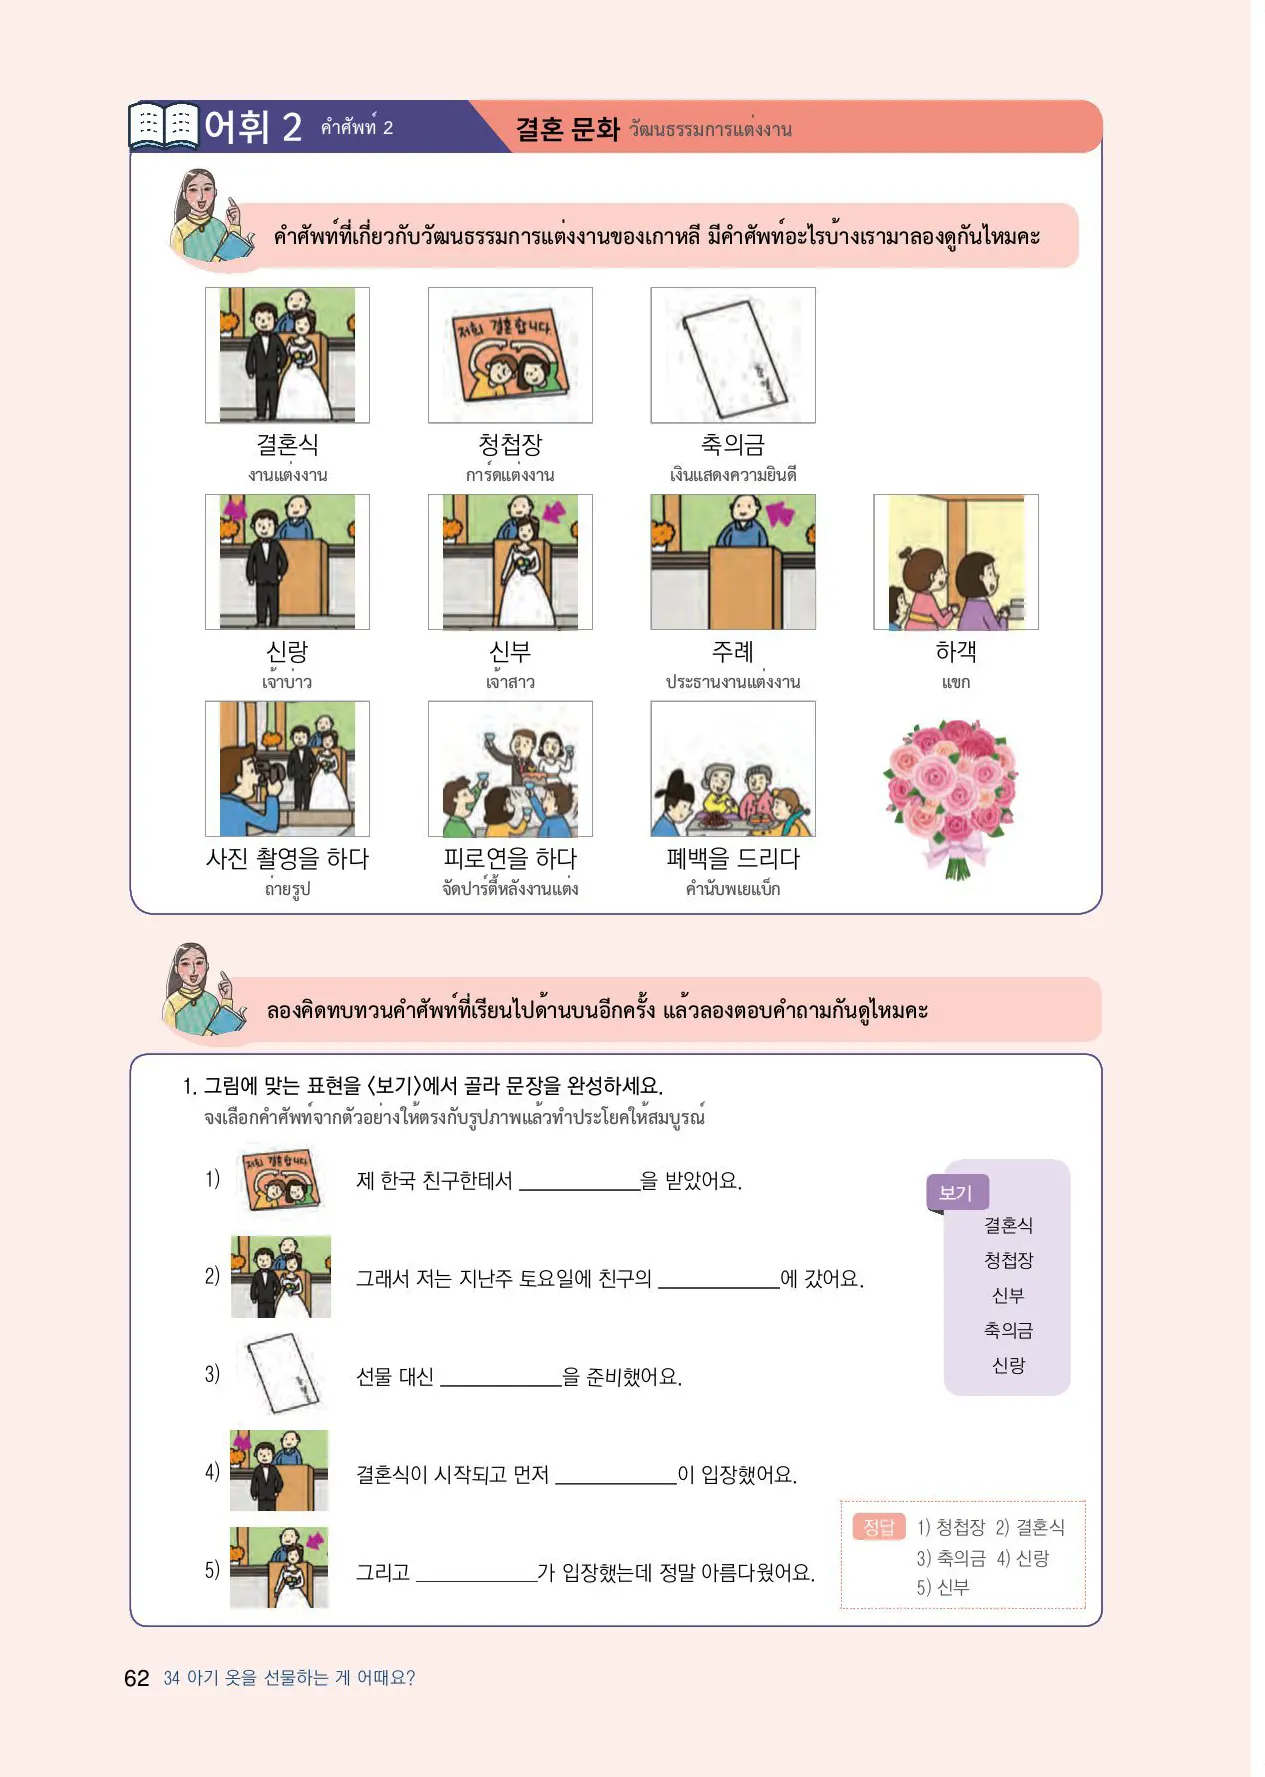 어휘 2 คำศัพท์ 2 결혼 문화 วัฒนธรรมการแต่งงาน
คำศัพท์ที่เกี่ยวกับวัฒนธรรมการแต่งงานของเกาหลี มีคำศัพท์อะไรบ้างเรามาลองดูกันไหมคะ
저희 결혼합니다.
결혼식 청첩장 축의금
งานแต่งงาน การ์ดแต่งงาน เงินแสดงความยินดี
신랑 신부 주례 하객
เจ้าบ่าว เจ้าสาว ประธานงานแต่งงาน แขก
사진 촬영을 하다 피로연을 하다 폐백을 드리다
ถ่ายรูป จัดปาร์ตี้หลังงานแต่ง คำนับพเยแบ็ก
ลองคิดทบทวนคำศัพท์ที่เรียนไปด้านบนอีกครั้ง แล้วลองตอบคำถามกันดูไหมคะ
1. 그림에 맞는 표현을 <보기>에서 골라 문장을 완성하세요.
จงเลือกคำศัพท์จากตัวอย่างให้ตรงกับรูปภาพแล้วทำประโยคให้สมบูรณ์
1) 저희 결혼합니다. 제 한국 친구한테서 ____________을 받았어요.
2) 그래서 저는 지난주 토요일에 친구의 ____________에 갔어요.
3) 선물 대신 ____________을 준비했어요.
4) 결혼식이 시작되고 먼저 ____________이 입장했어요.
5) 그리고 ____________가 입장했는데 정말 아름다웠어요.
보기
결혼식
청첩장
신부
축의금
신랑
정답 1) 청첩장 2) 결혼식
3) 축의금 4) 신랑
5) 신부
62 34 아기 옷을 선물하는 게 어때요?